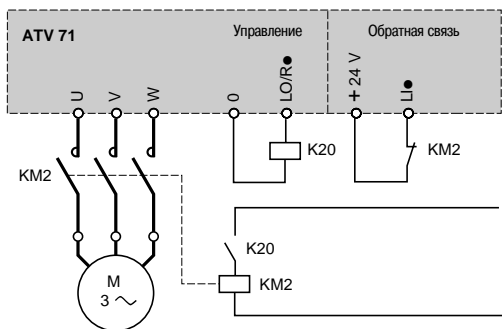 ATV 71
Управление
Обратная связь
U
V
W
0
LO/R●
+ 24 V
LI●
K20
KM2
KM2
K20
KM2
M
3 ~